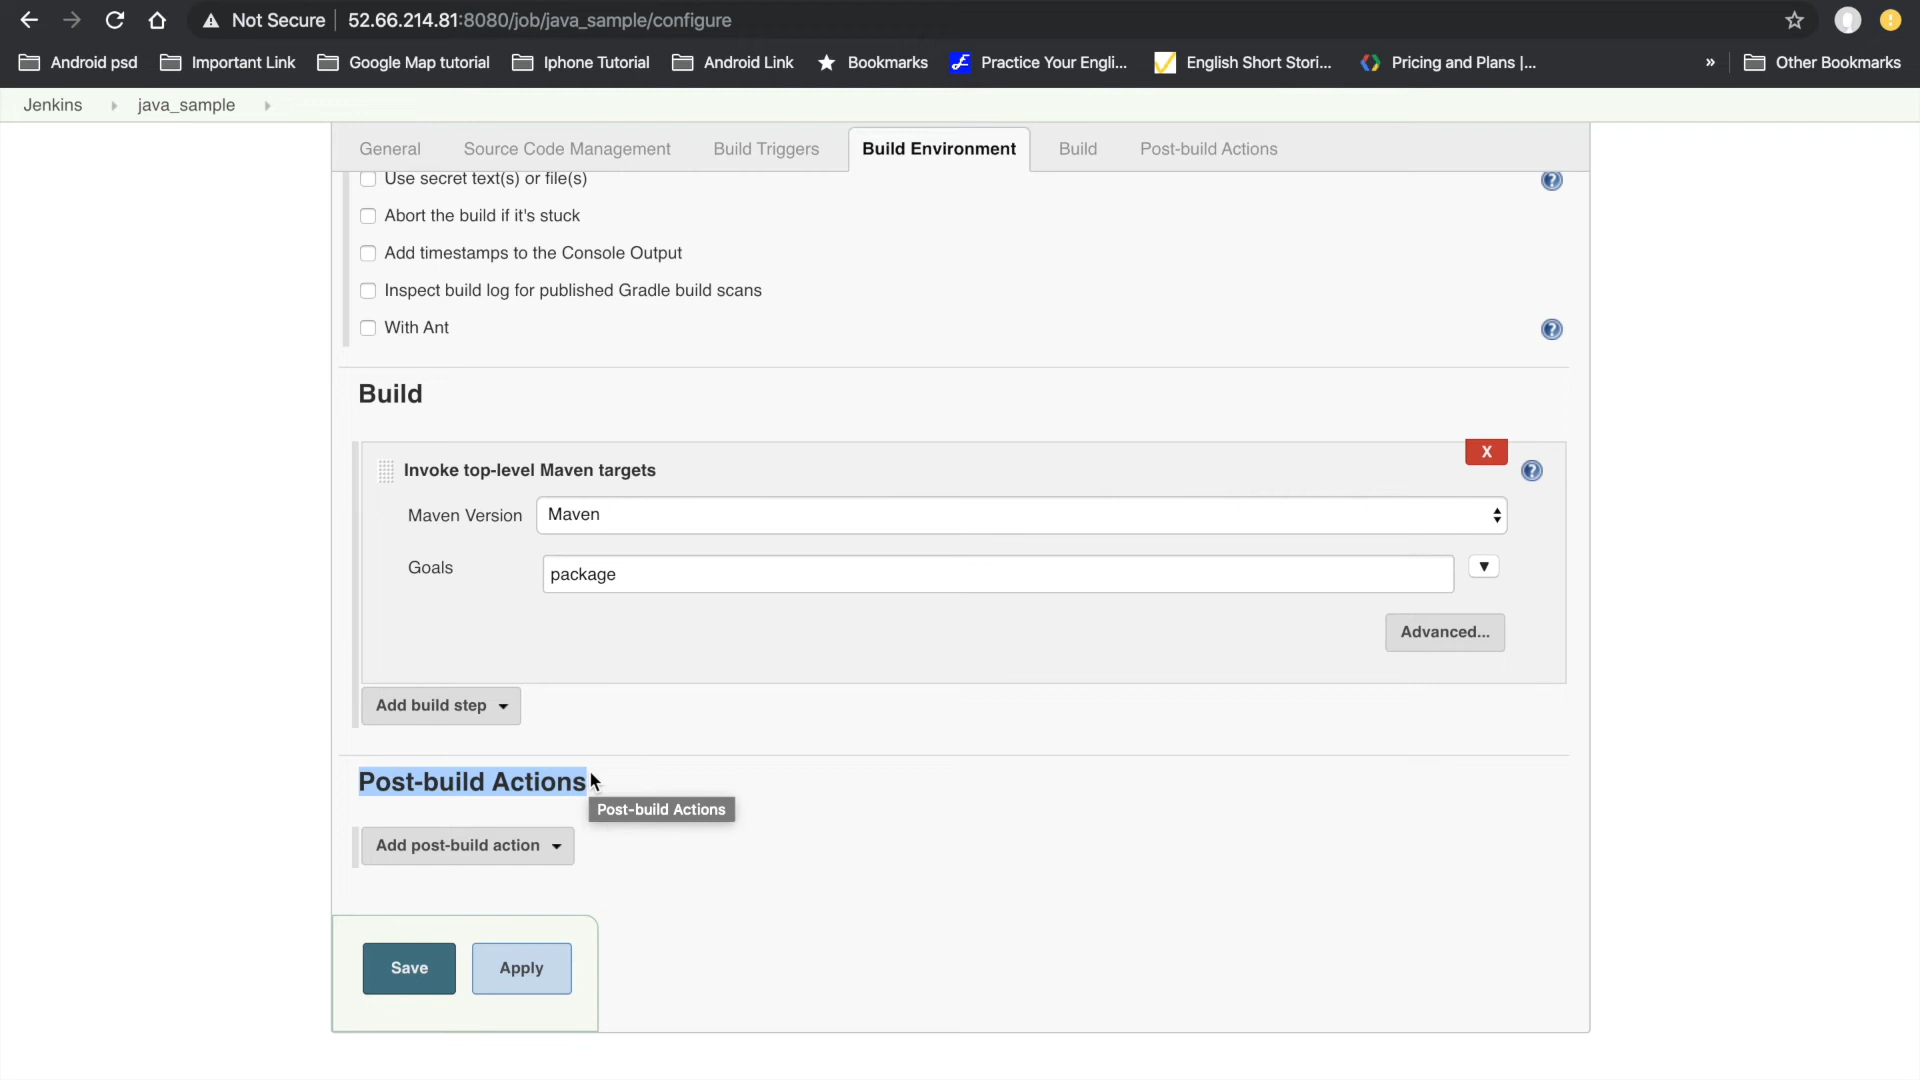 Not Secure 52.66.214.81:8080/job/java_sample/configure
Android psd Important Link Google Map tutorial Iphone Tutorial Android Link Bookmarks Practice Your Engli... English Short Stori... Pricing and Plans |... » Other Bookmarks
Jenkins java_sample
General Source Code Management Build Triggers Build Environment Build Post-build Actions
Use secret text(s) or file(s)
Abort the build if it's stuck
Add timestamps to the Console Output
Inspect build log for published Gradle build scans
With Ant
Build
X
Invoke top-level Maven targets
Maven Version Maven
Goals package
Advanced...
Add build step
Post-build Actions
Post-build Actions
Add post-build action
Save Apply